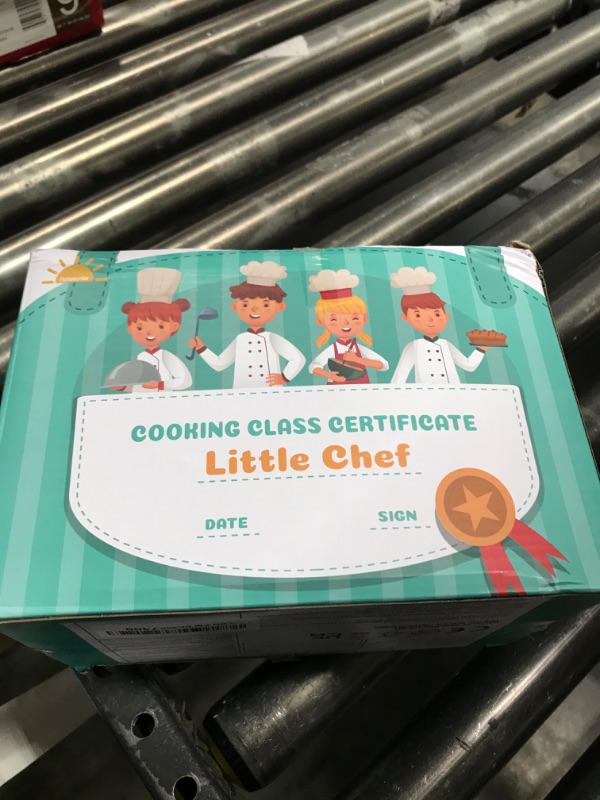 COOKING CLASS CERTIFICATE
Little Chef
DATE
SIGN